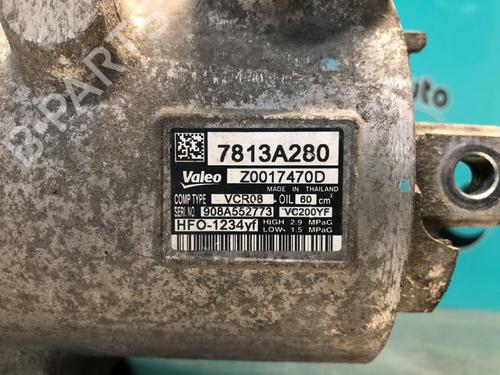 B-PARTS
uto
7813A280
Valeo Z0017470D
MADE IN THAILAND
COMP TYPE VCR08 OIL 60 cm³
SERI NO 908A552773 VC200YF
HFO-1234yf HIGH 2.9 MPaG
LOW 1.5 MPaG